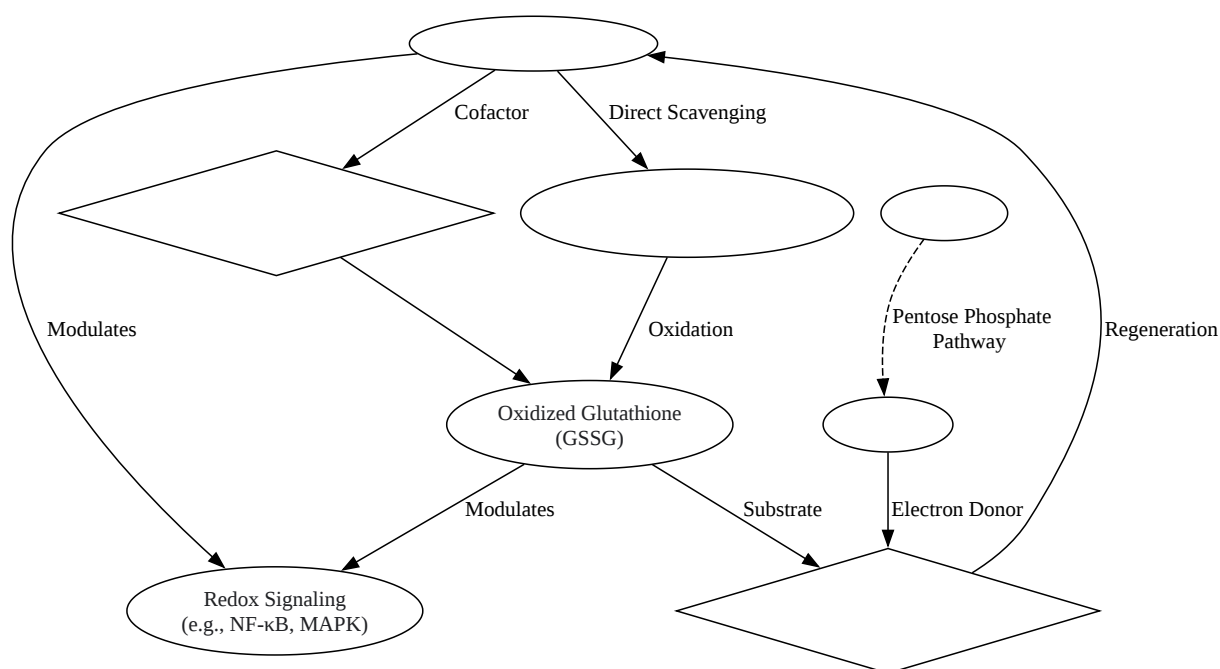 Cofactor
Direct Scavenging
Modulates
Oxidation
Pentose Phosphate
Pathway
Regeneration
Oxidized Glutathione
(GSSG)
Modulates
Substrate
Electron Donor
Redox Signaling
(e.g., NF-κB, MAPK)